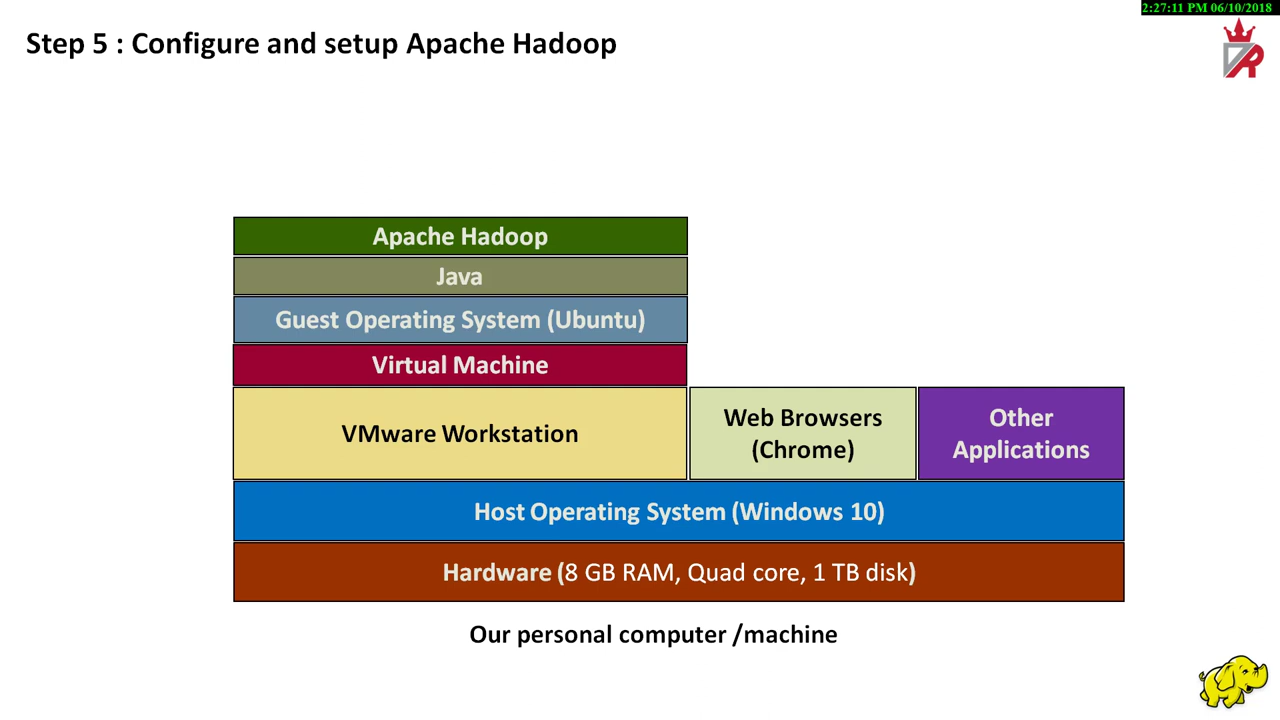 2:27:11 PM 06/10/2018
Step 5 : Configure and setup Apache Hadoop
Apache Hadoop
Java
Guest Operating System (Ubuntu)
Virtual Machine
VMware Workstation
Web Browsers
(Chrome)
Other
Applications
Host Operating System (Windows 10)
Hardware (8 GB RAM, Quad core, 1 TB disk)
Our personal computer /machine